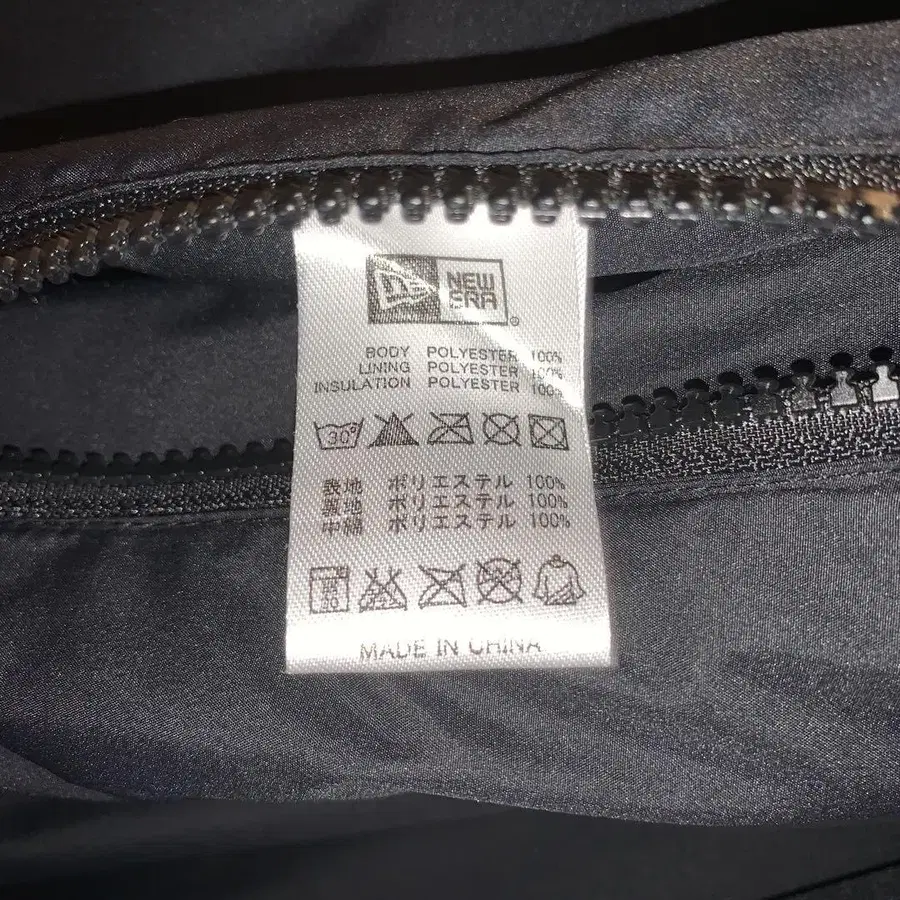 NEW
ERA
®
BODY POLYESTER 100%
LINING POLYESTER 100%
INSULATION POLYESTER 100%
30°
表地 ポリエステル 100%
裏地 ポリエステル 100%
中綿 ポリエステル 100%
MADE IN CHINA